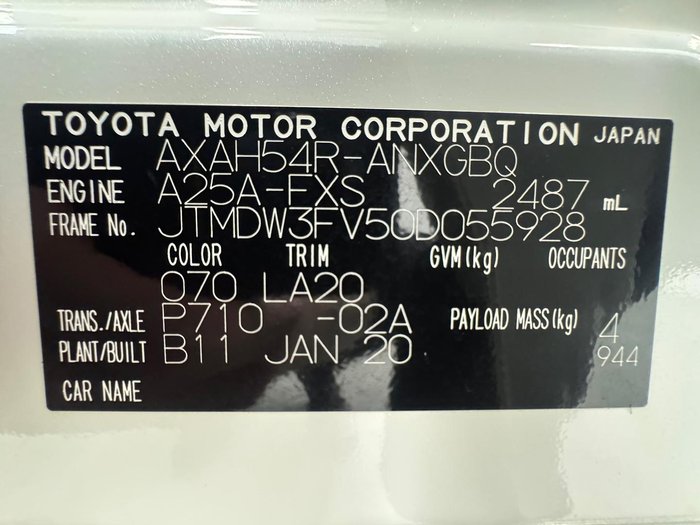 TOYOTA MOTOR CORPORATION JAPAN
MODEL AXAH54R-ANXGBQ
ENGINE A25A-FXS 2487 mL
FRAME No. JTMDW3FV50D055928
COLOR TRIM GVM(kg) OCCUPANTS
070 LA20
TRANS./AXLE P710 -02A PAYLOAD MASS(kg) 4
PLANT/BUILT B11 JAN 20 944
CAR NAME